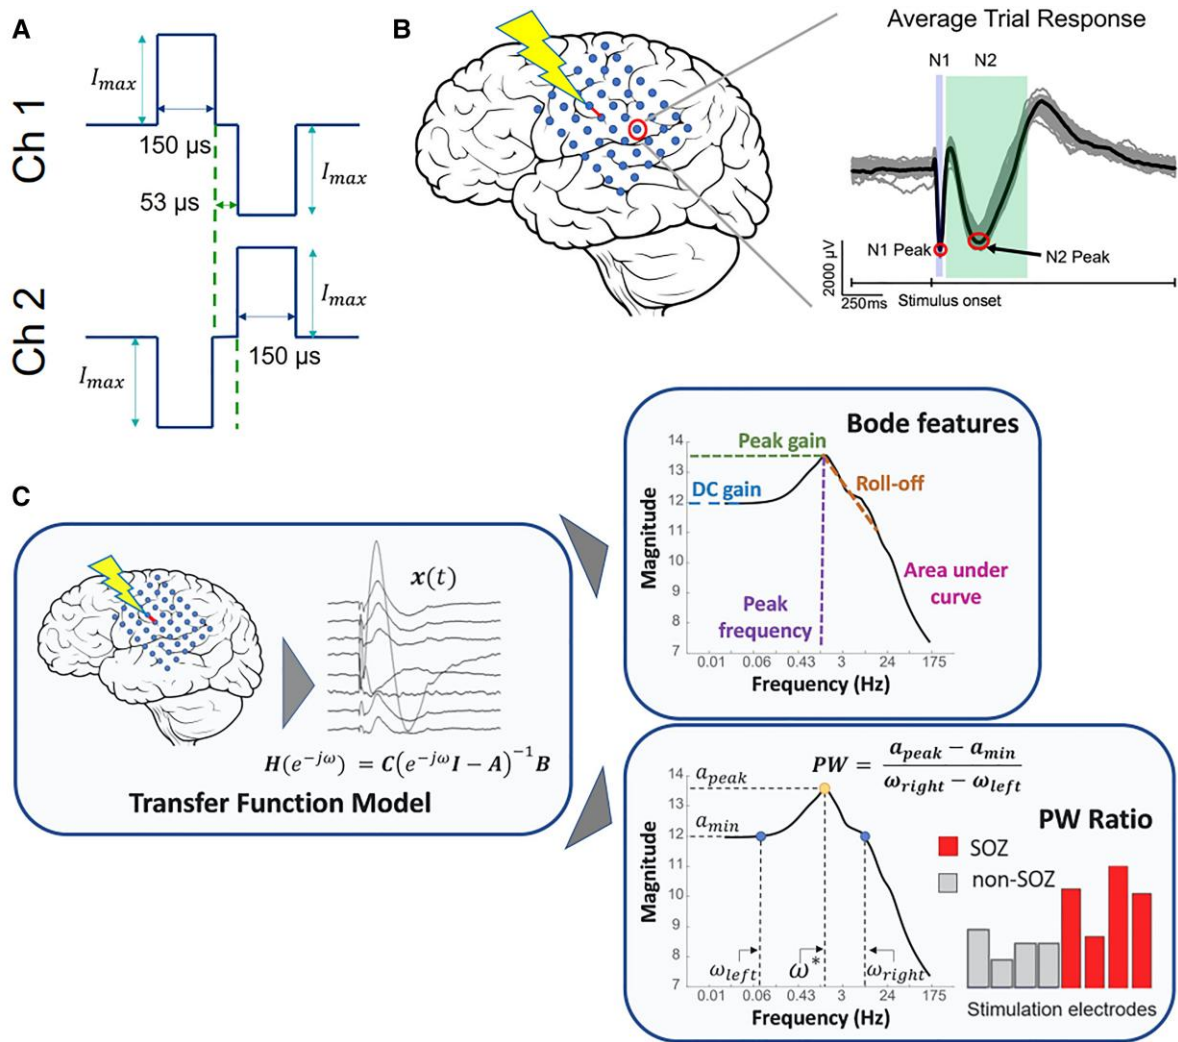 A
Ch 1
I_max
150 μs
I_max
53 μs
Ch 2
I_max
150 μs
I_max
B
Average Trial Response
N1 N2
N1 Peak
N2 Peak
2000 μV
250ms
Stimulus onset
C
x(t)
H(e^{-jω}) = C(e^{-jω}I − A)^{-1}B
Transfer Function Model
Bode features
Magnitude
14
13
12
11
10
9
8
7
Peak gain
DC gain
Roll-off
Peak
frequency
Area under
curve
0.01 0.06 0.43 3 24 175
Frequency (Hz)
PW = (a_peak − a_min) / (ω_right − ω_left)
PW Ratio
Magnitude
14
13
12
11
10
9
8
7
a_peak
a_min
ω_left ω* ω_right
0.01 0.06 0.43 3 24 175
Frequency (Hz)
SOZ
non-SOZ
Stimulation electrodes